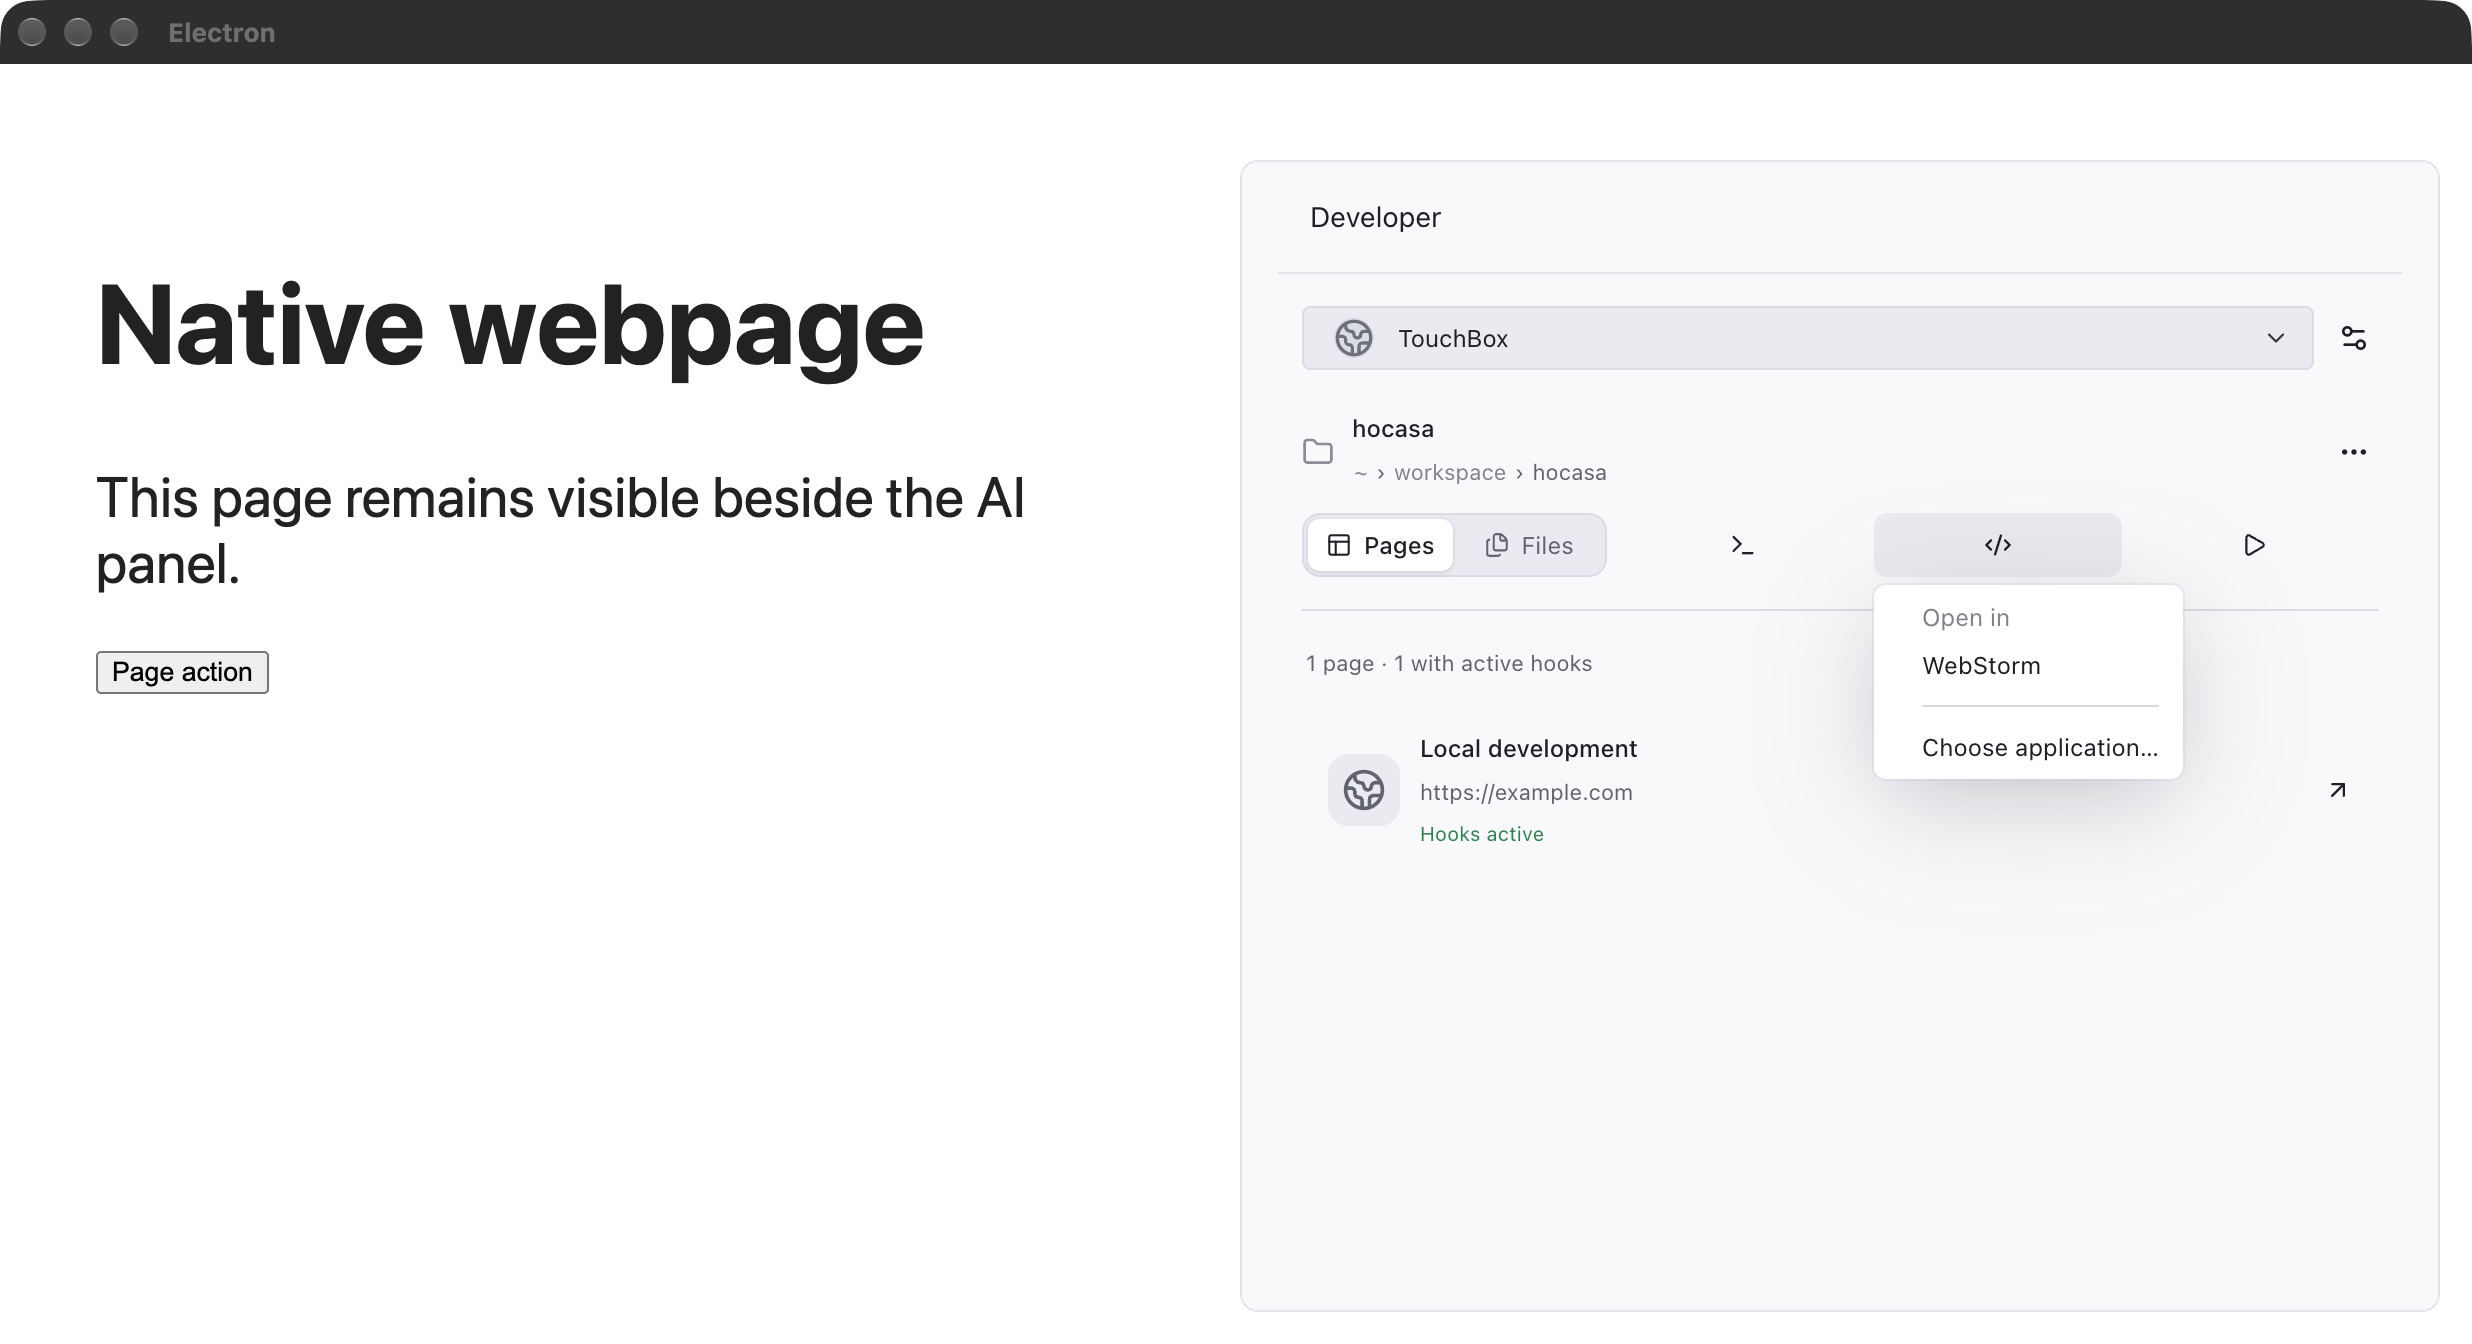 Electron
Native webpage
This page remains visible beside the AI
panel.
Page action
Developer
TouchBox
hocasa
~ › workspace › hocasa
Pages
Files
Open in
WebStorm
Choose application...
1 page · 1 with active hooks
Local development
https://example.com
Hooks active